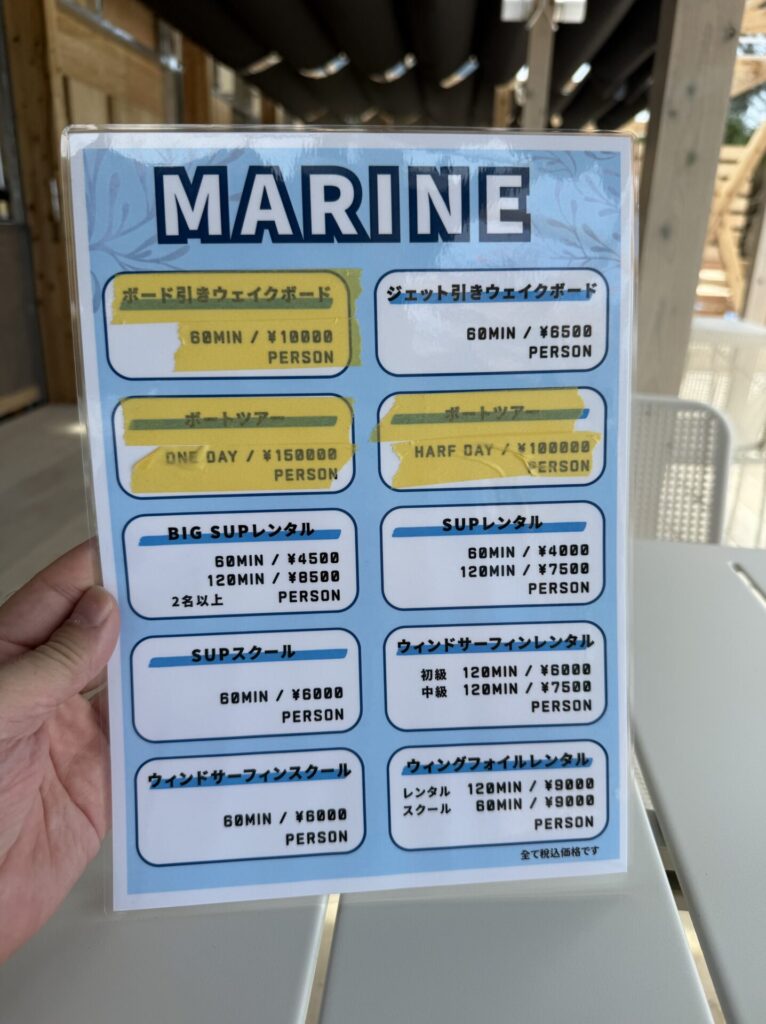 MARINE
ボード引きウェイクボード
60MIN / ¥10000
PERSON
ジェット引きウェイクボード
60MIN / ¥6500
PERSON
ボートツアー
ONE DAY / ¥150000
PERSON
ボートツアー
HARF DAY / ¥100000
PERSON
BIG SUPレンタル
60MIN / ¥4500
120MIN / ¥8500
2名以上 PERSON
SUPレンタル
60MIN / ¥4000
120MIN / ¥7500
PERSON
SUPスクール
60MIN / ¥6000
PERSON
ウィンドサーフィンレンタル
初級 120MIN / ¥6000
中級 120MIN / ¥7500
PERSON
ウィンドサーフィンスクール
60MIN / ¥6000
PERSON
ウィングフォイルレンタル
レンタル 120MIN / ¥9000
スクール 60MIN / ¥9000
PERSON
全て税込価格です